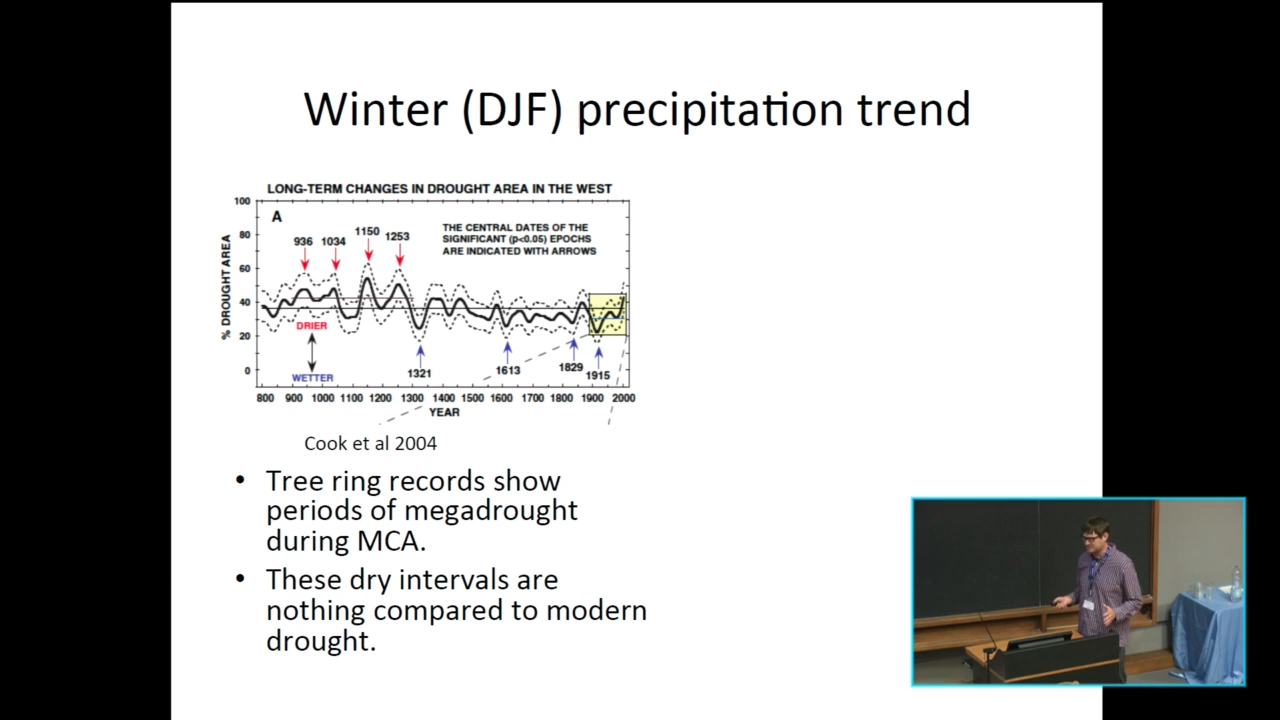 Winter (DJF) precipitation trend
LONG-TERM CHANGES IN DROUGHT AREA IN THE WEST
100
80
60
40
20
0
% DROUGHT AREA
A
THE CENTRAL DATES OF THE
SIGNIFICANT (p<0.05) EPOCHS
ARE INDICATED WITH ARROWS
936 1034 1150 1253
DRIER
WETTER
1321 1613 1829 1915
800 900 1000 1100 1200 1300 1400 1500 1600 1700 1800 1900 2000
YEAR
Cook et al 2004
• Tree ring records show
periods of megadrought
during MCA.
• These dry intervals are
nothing compared to modern
drought.